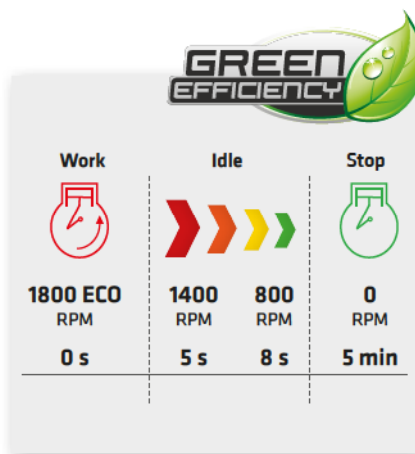 GREEN
EFFICIENCY
Work Idle Stop
1800 ECO 1400 800 0
RPM RPM RPM RPM
0 s 5 s 8 s 5 min